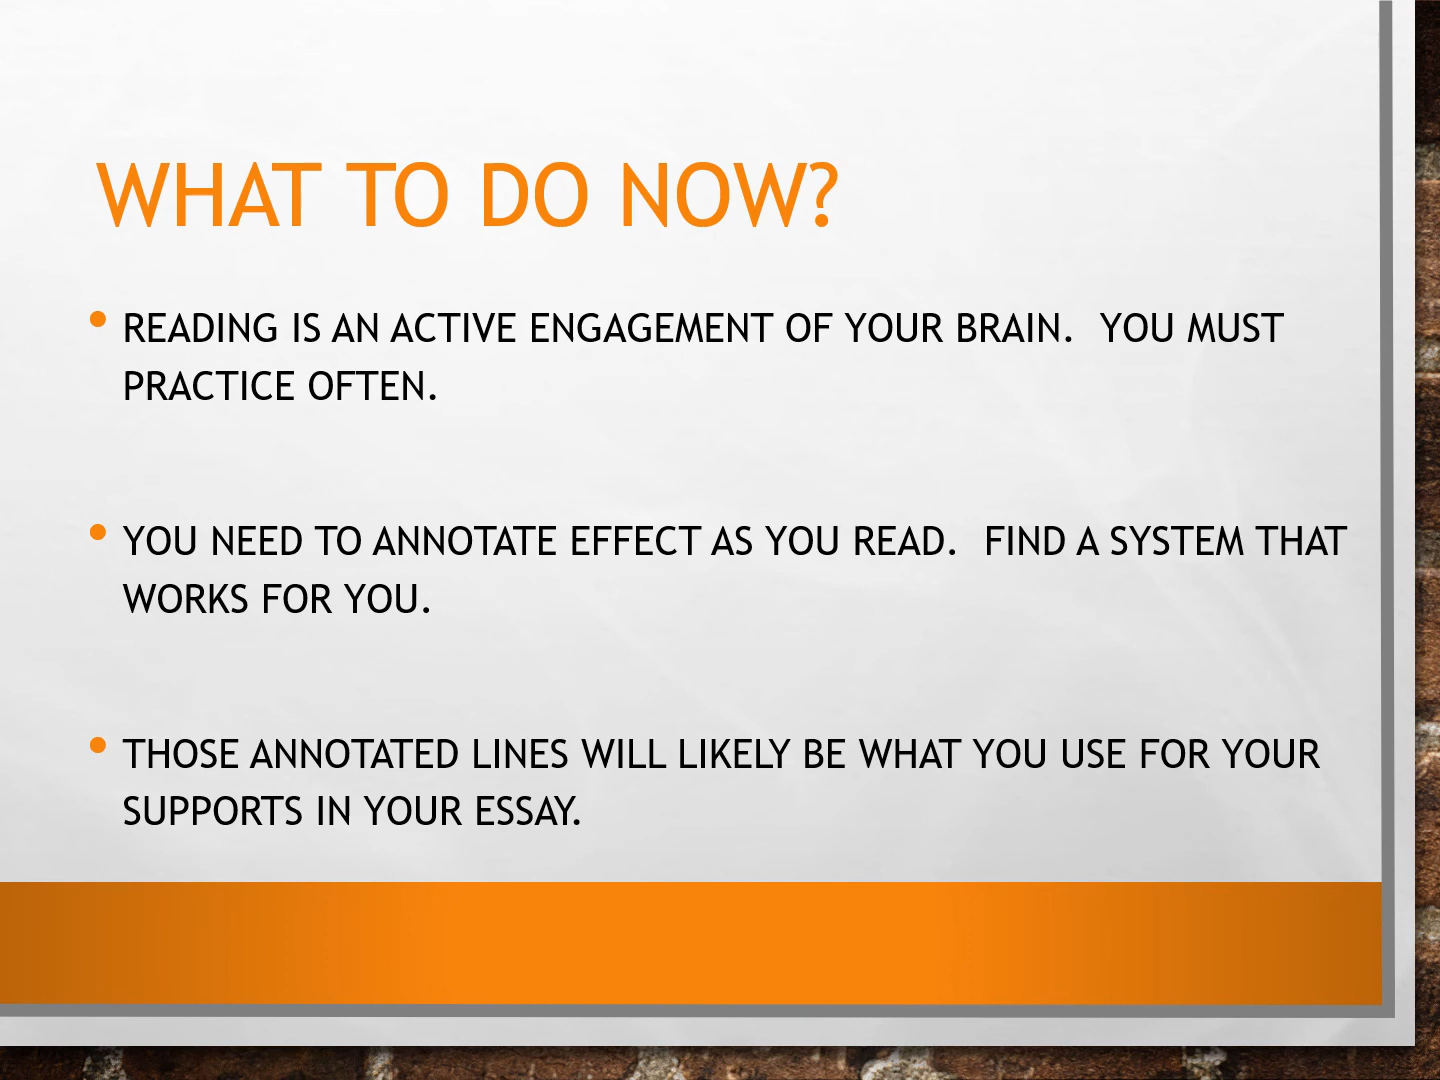 WHAT TO DO NOW?
• READING IS AN ACTIVE ENGAGEMENT OF YOUR BRAIN.  YOU MUST
PRACTICE OFTEN.
• YOU NEED TO ANNOTATE EFFECT AS YOU READ.  FIND A SYSTEM THAT
WORKS FOR YOU.
• THOSE ANNOTATED LINES WILL LIKELY BE WHAT YOU USE FOR YOUR
SUPPORTS IN YOUR ESSAY.